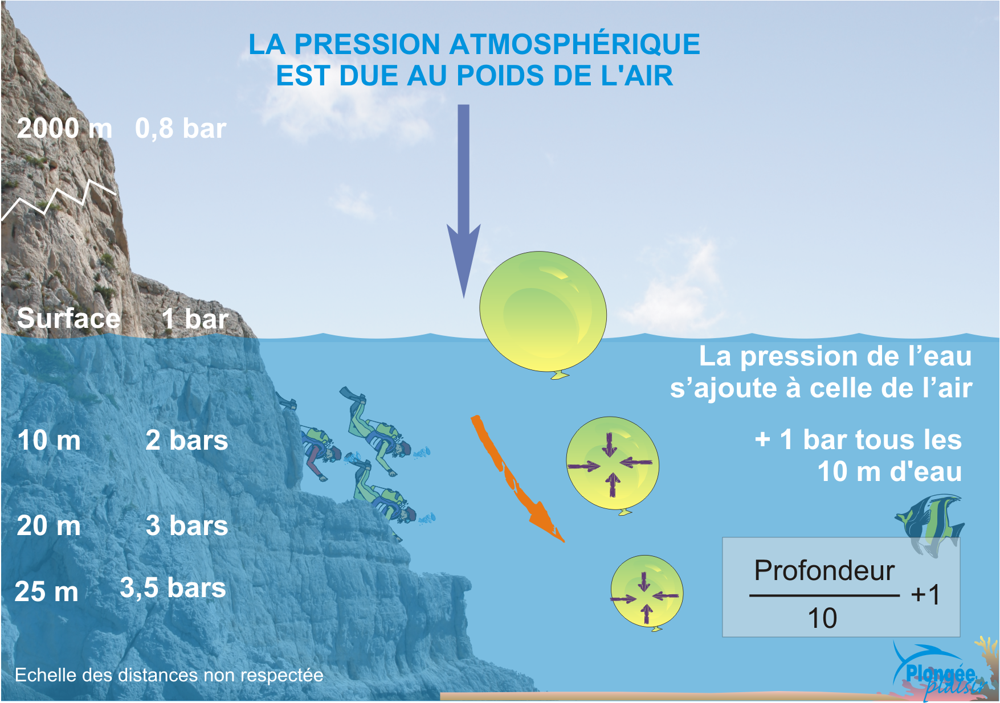 LA PRESSION ATMOSPHÉRIQUE
EST DUE AU POIDS DE L'AIR
2000 m 0,8 bar
Surface 1 bar
La pression de l’eau
s’ajoute à celle de l’air
10 m 2 bars
+ 1 bar tous les
10 m d'eau
20 m 3 bars
25 m 3,5 bars
Profondeur
+1
10
Echelle des distances non respectée
Plongée
plaisir